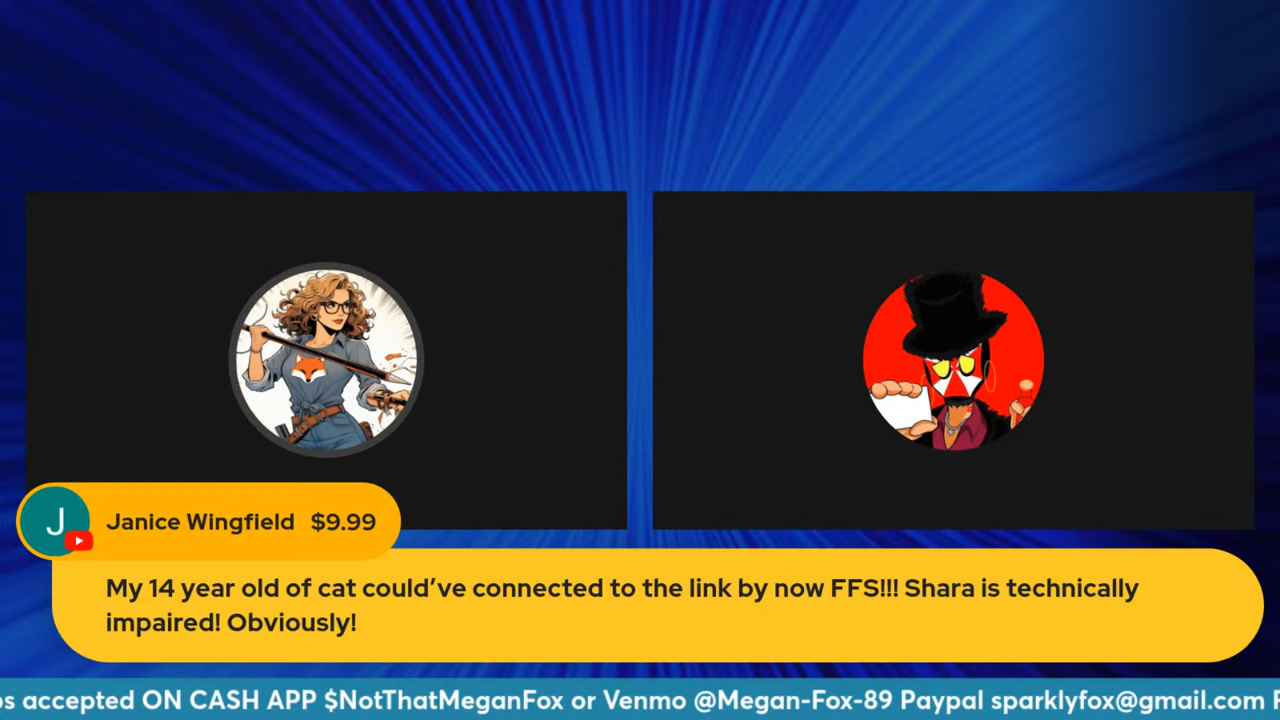 J
Janice Wingfield $9.99
My 14 year old of cat could’ve connected to the link by now FFS!!! Shara is technically
impaired! Obviously!
accepted ON CASH APP $NotThatMeganFox or Venmo @Megan-Fox-89 Paypal sparklyfox@gmail.com